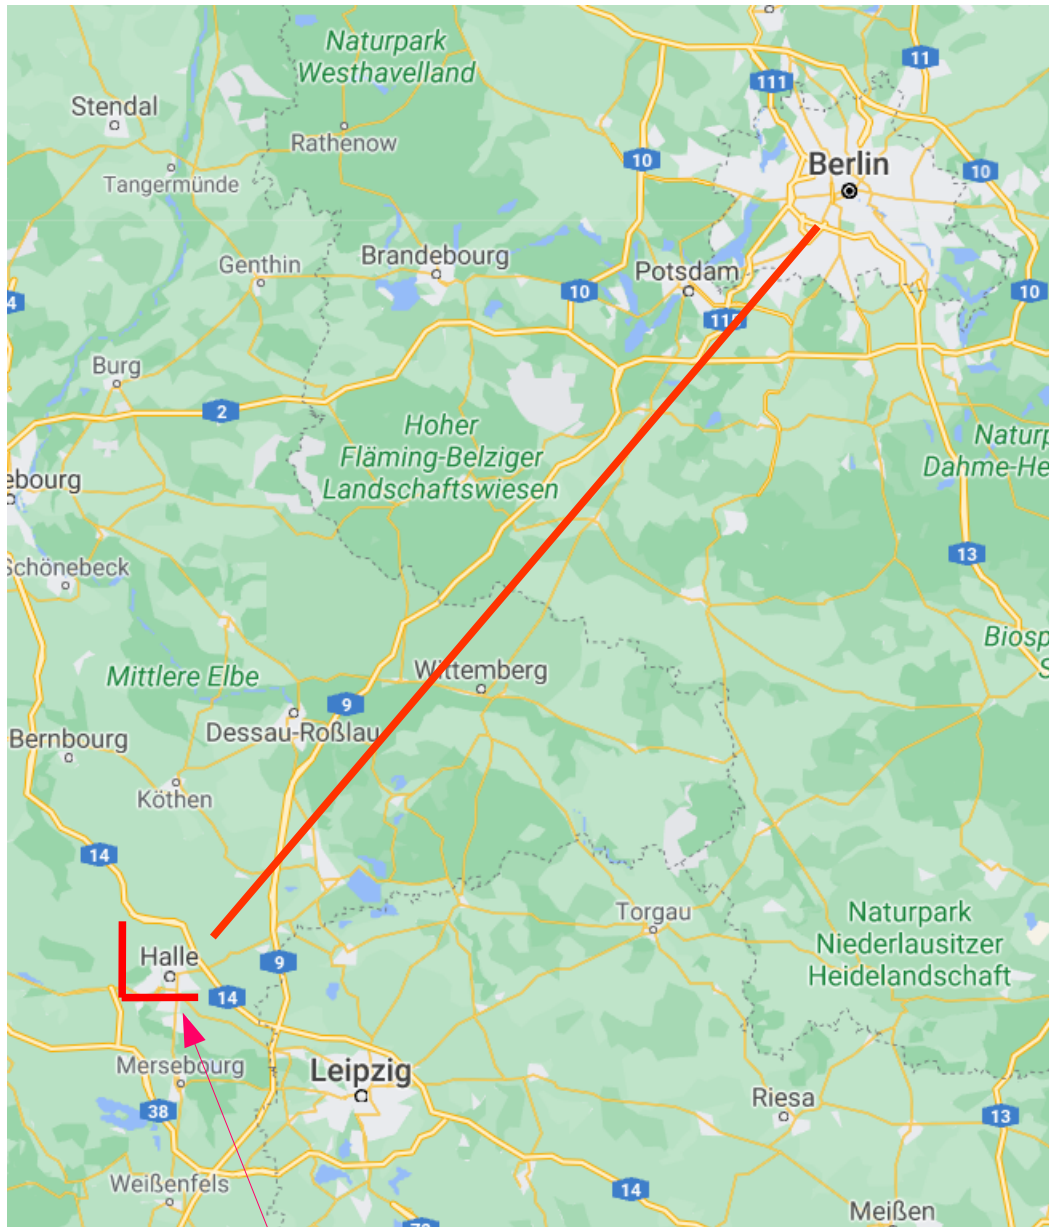 Naturpark
Westhavelland
11
111
Stendal
Rathenow
10
Berlin
10
Tangermünde
Brandebourg
Genthin
Potsdam
10
10
4
115
Burg
2
Hoher
Fläming-Belziger
Landschaftswiesen
Naturp
Dahme-He
ebourg
13
Schönebeck
Biosp
S
Mittlere Elbe
Wittemberg
9
Dessau-Roßlau
Bernbourg
Köthen
14
Torgau
Naturpark
Niederlausitzer
Heidelandschaft
Halle
9
14
Mersebourg
Leipzig
38
Riesa
13
Weißenfels
14
Meißen